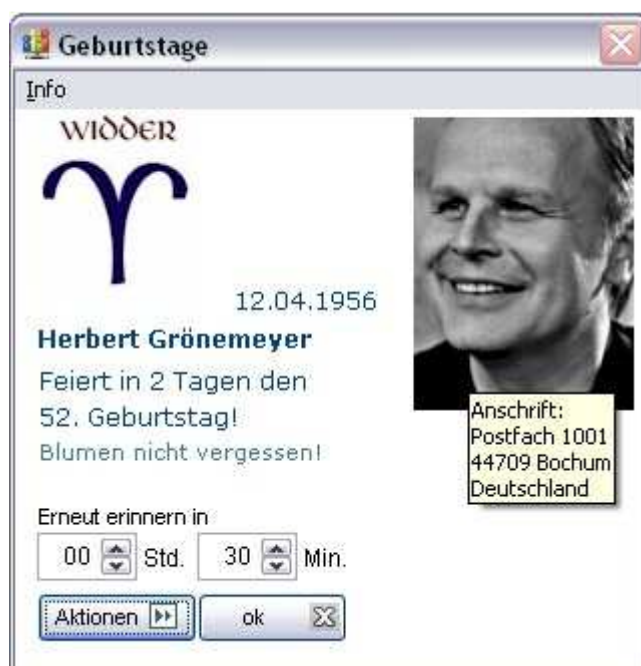 Geburtstage
Info
WIDDER
12.04.1956
Herbert Grönemeyer
Feiert in 2 Tagen den
52. Geburtstag!
Blumen nicht vergessen!
Anschrift:
Postfach 1001
44709 Bochum
Deutschland
Erneut erinnern in
00 Std. 30 Min.
Aktionen ok